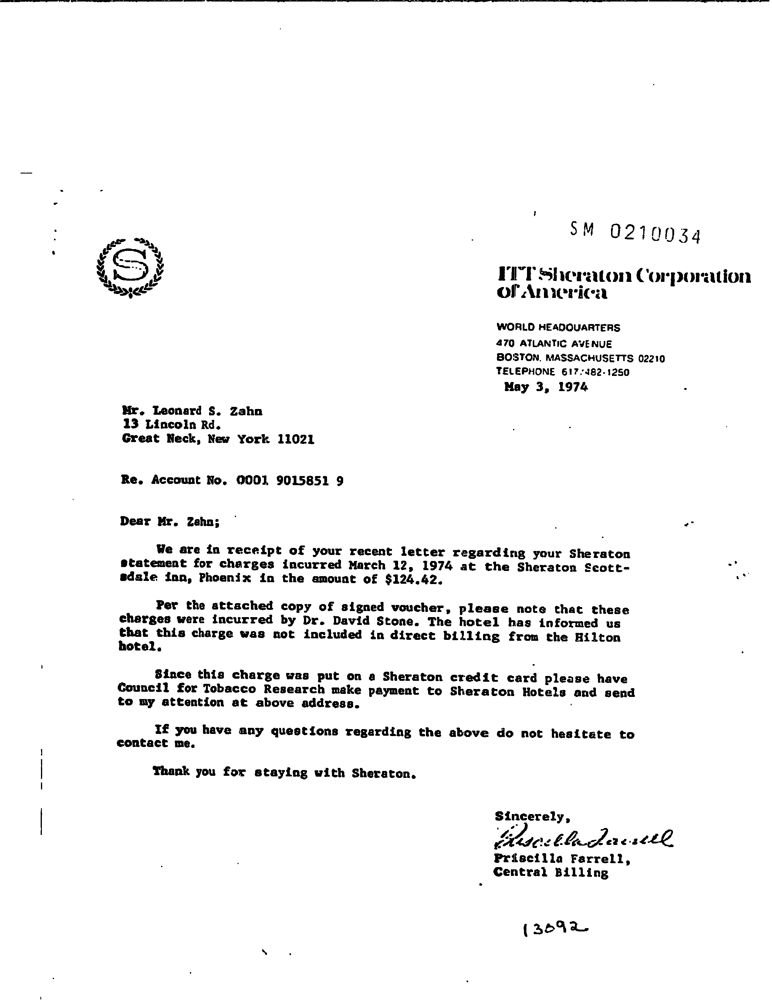 SM 0210034
S
ITT Sheraton Corporation
of America
WORLD HEADQUARTERS
470 ATLANTIC AVENUE
BOSTON, MASSACHUSETTS 02210
TELEPHONE 617/482-1250
May 3, 1974
Mr. Leonard S. Zahn
13 Lincoln Rd.
Great Neck, New York 11021
Re. Account No. 0001 9015851 9
Dear Mr. Zahn;
We are in receipt of your recent letter regarding your Sheraton
statement for charges incurred March 12, 1974 at the Sheraton Scott-
sdale inn, Phoenix in the amount of $124.42.
Per the attached copy of signed voucher, please note that these
charges were incurred by Dr. David Stone. The hotel has informed us
that this charge was not included in direct billing from the Hilton
hotel.
Since this charge was put on a Sheraton credit card please have
Council for Tobacco Research make payment to Sheraton Hotels and send
to my attention at above address.
If you have any questions regarding the above do not hesitate to
contact me.
Thank you for staying with Sheraton.
Sincerely,
Priscilla Farrell
Priscilla Farrell,
Central Billing
13092